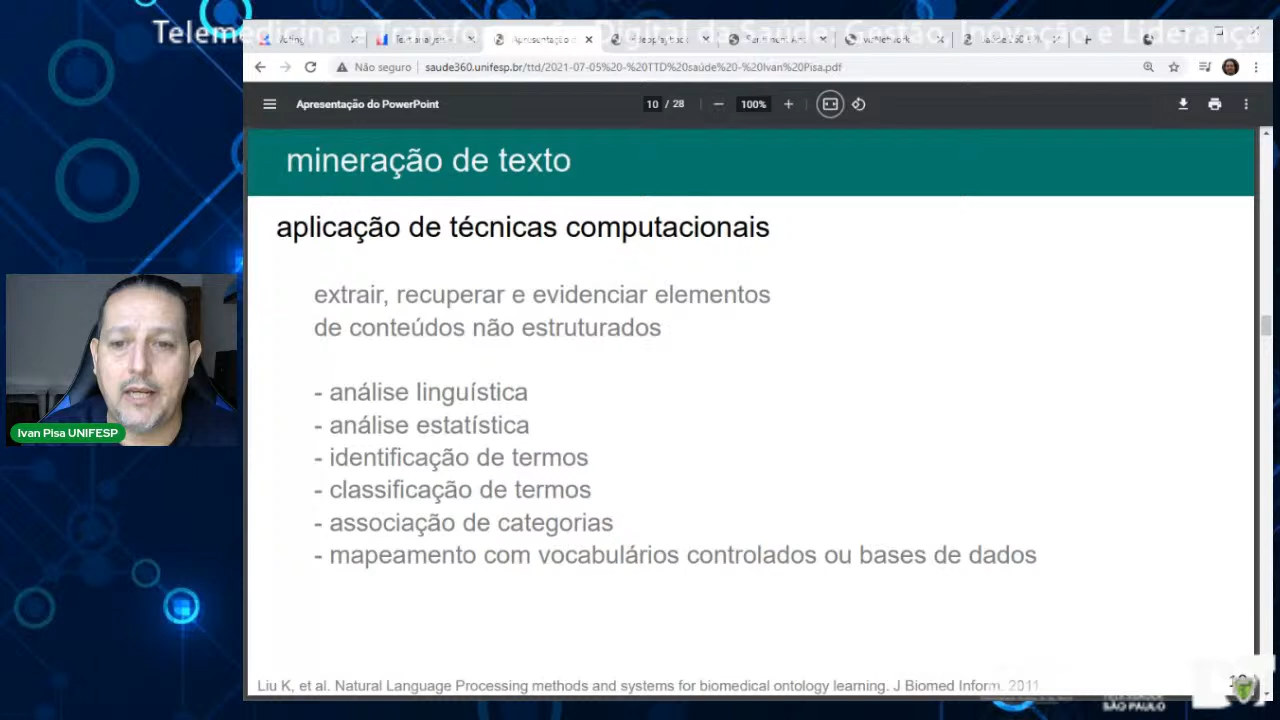 Telemedicina e Transformação Digital da Saúde: Gestão, Inovação e Liderança
Não seguro
saude360.unifesp.br/ttd/2021-07-05%20-%20TTD%20saúde%20-%20Ivan%20Pisa.pdf
Apresentação do PowerPoint
10 / 28
100%
mineração de texto
aplicação de técnicas computacionais
extrair, recuperar e evidenciar elementos
de conteúdos não estruturados
- análise linguística
- análise estatística
- identificação de termos
- classificação de termos
- associação de categorias
- mapeamento com vocabulários controlados ou bases de dados
Ivan Pisa UNIFESP
Liu K, et al. Natural Language Processing methods and systems for biomedical ontology learning. J Biomed Inform. 2011
SÃO PAULO